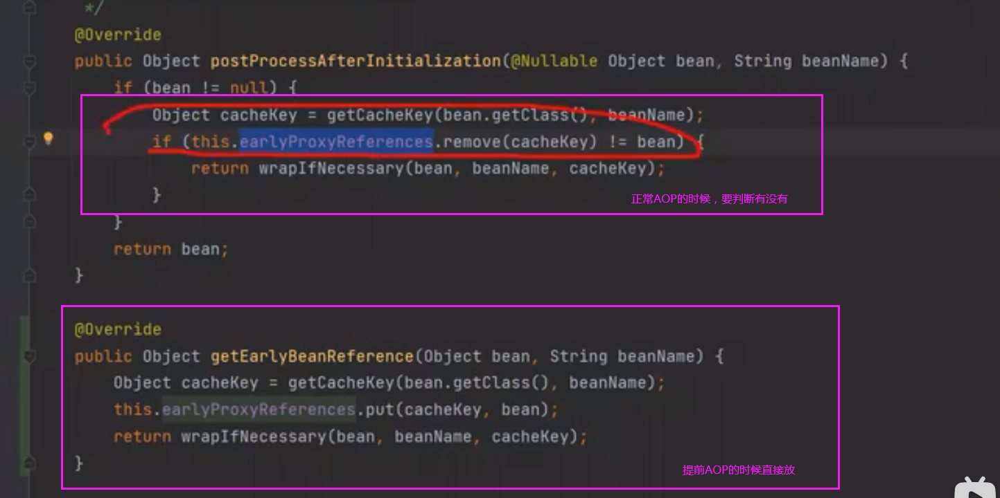 */
@Override
public Object postProcessAfterInitialization(@Nullable Object bean, String beanName) {
if (bean != null) {
Object cacheKey = getCacheKey(bean.getClass(), beanName);
if (this.earlyProxyReferences.remove(cacheKey) != bean) {
return wrapIfNecessary(bean, beanName, cacheKey);
}
正常AOP的时候，要判断有没有
}
return bean;
}
@Override
public Object getEarlyBeanReference(Object bean, String beanName) {
Object cacheKey = getCacheKey(bean.getClass(), beanName);
this.earlyProxyReferences.put(cacheKey, bean);
return wrapIfNecessary(bean, beanName, cacheKey);
}
提前AOP的时候直接放